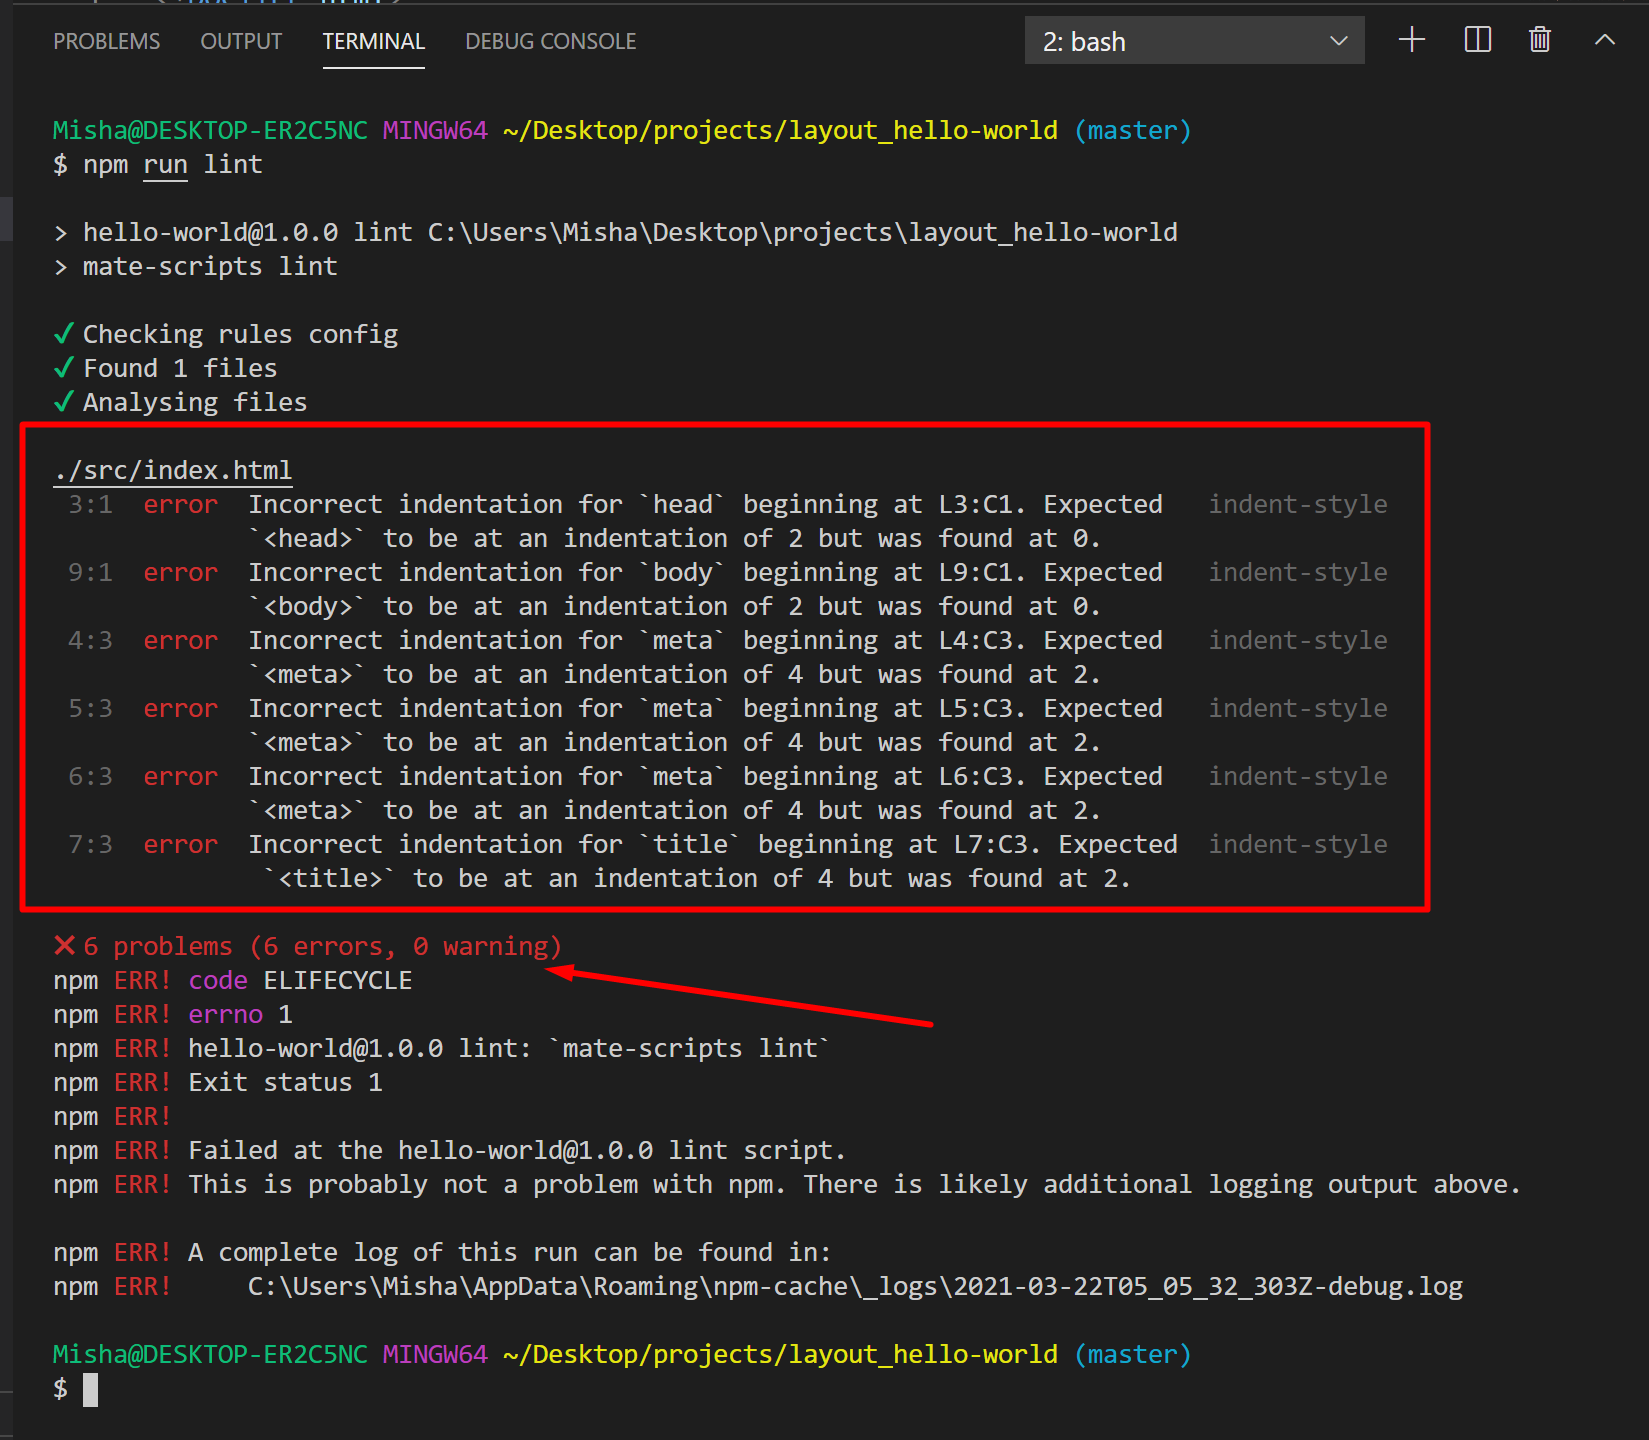 PROBLEMS OUTPUT TERMINAL DEBUG CONSOLE 2: bash
Misha@DESKTOP-ER2C5NC MINGW64 ~/Desktop/projects/layout_hello-world (master)
$ npm run lint
> hello-world@1.0.0 lint C:\Users\Misha\Desktop\projects\layout_hello-world
> mate-scripts lint
✓ Checking rules config
✓ Found 1 files
✓ Analysing files
./src/index.html
3:1 error Incorrect indentation for `head` beginning at L3:C1. Expected indent-style
`<head>` to be at an indentation of 2 but was found at 0.
9:1 error Incorrect indentation for `body` beginning at L9:C1. Expected indent-style
`<body>` to be at an indentation of 2 but was found at 0.
4:3 error Incorrect indentation for `meta` beginning at L4:C3. Expected indent-style
`<meta>` to be at an indentation of 4 but was found at 2.
5:3 error Incorrect indentation for `meta` beginning at L5:C3. Expected indent-style
`<meta>` to be at an indentation of 4 but was found at 2.
6:3 error Incorrect indentation for `meta` beginning at L6:C3. Expected indent-style
`<meta>` to be at an indentation of 4 but was found at 2.
7:3 error Incorrect indentation for `title` beginning at L7:C3. Expected indent-style
`<title>` to be at an indentation of 4 but was found at 2.
✗ 6 problems (6 errors, 0 warning)
npm ERR! code ELIFECYCLE
npm ERR! errno 1
npm ERR! hello-world@1.0.0 lint: `mate-scripts lint`
npm ERR! Exit status 1
npm ERR!
npm ERR! Failed at the hello-world@1.0.0 lint script.
npm ERR! This is probably not a problem with npm. There is likely additional logging output above.
npm ERR! A complete log of this run can be found in:
npm ERR!     C:\Users\Misha\AppData\Roaming\npm-cache\_logs\2021-03-22T05_05_32_303Z-debug.log
Misha@DESKTOP-ER2C5NC MINGW64 ~/Desktop/projects/layout_hello-world (master)
$